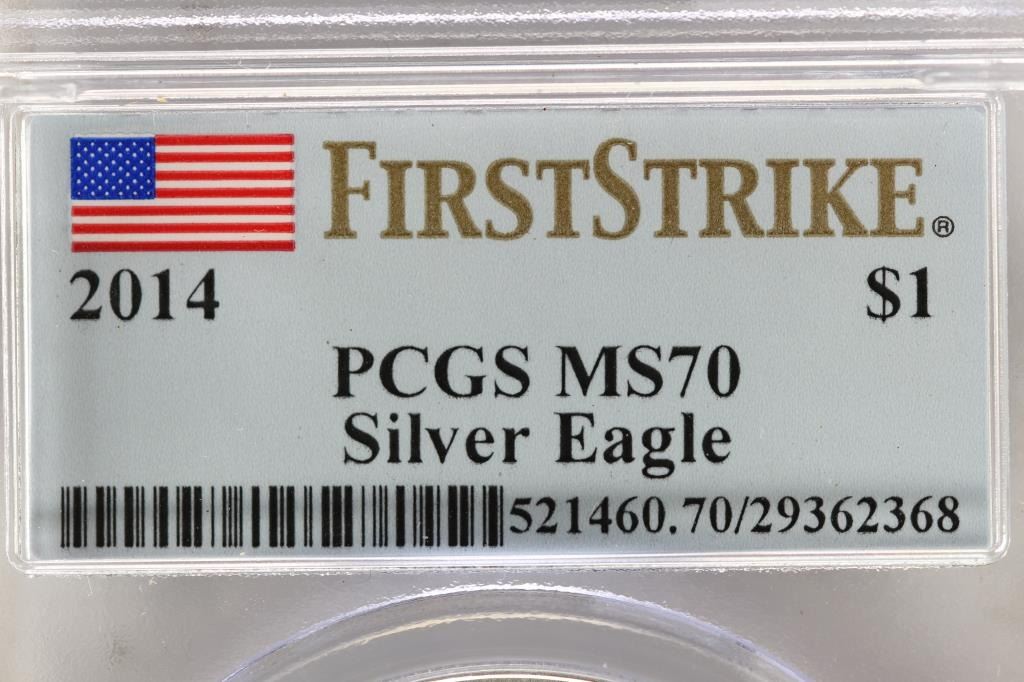 FIRSTSTRIKE®
2014 $1
PCGS MS70
Silver Eagle
521460.70/29362368